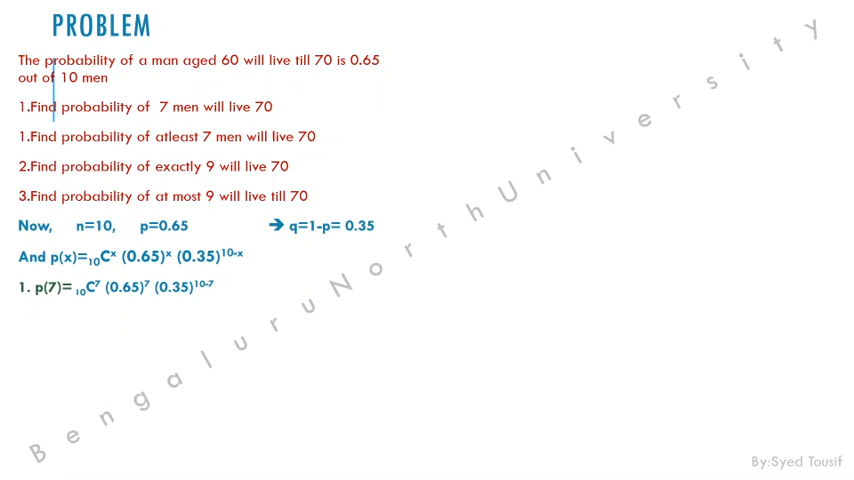 PROBLEM
The probability of a man aged 60 will live till 70 is 0.65
out of 10 men
1.Find probability of 7 men will live 70
1.Find probability of atleast 7 men will live 70
2.Find probability of exactly 9 will live 70
3.Find probability of at most 9 will live till 70
Now, n=10, p=0.65 ➔ q=1-p= 0.35
And p(x)=₁₀Cˣ (0.65)ˣ (0.35)¹⁰⁻ˣ
1. p(7)= ₁₀C⁷ (0.65)⁷ (0.35)¹⁰⁻⁷
BengaluruNorthUniversity
By:Syed Tousif